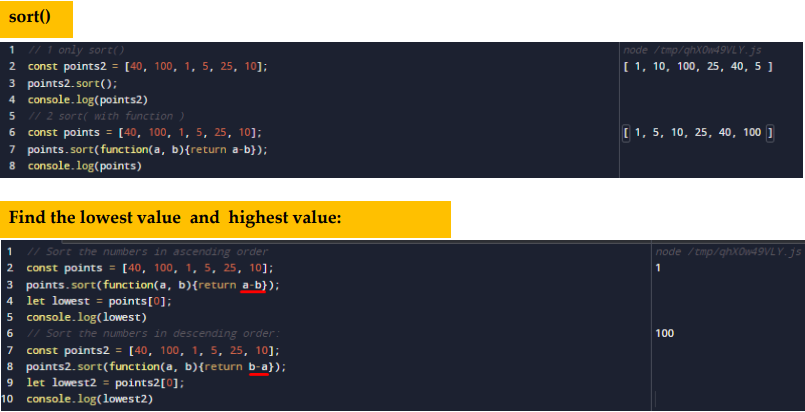 sort()
1 // 1 only sort()
node /tmp/qhXOw49VLY.js
2 const points2 = [40, 100, 1, 5, 25, 10];
[ 1, 10, 100, 25, 40, 5 ]
3 points2.sort();
4 console.log(points2)
5 // 2 sort( with function )
6 const points = [40, 100, 1, 5, 25, 10];
[ 1, 5, 10, 25, 40, 100 ]
7 points.sort(function(a, b){return a-b});
8 console.log(points)
Find the lowest value and highest value:
1 // Sort the numbers in ascending order
node /tmp/qhXOw49VLY.js
2 const points = [40, 100, 1, 5, 25, 10];
1
3 points.sort(function(a, b){return a-b});
4 let lowest = points[0];
5 console.log(lowest)
6 // Sort the numbers in descending order:
100
7 const points2 = [40, 100, 1, 5, 25, 10];
8 points2.sort(function(a, b){return b-a});
9 let lowest2 = points2[0];
10 console.log(lowest2)